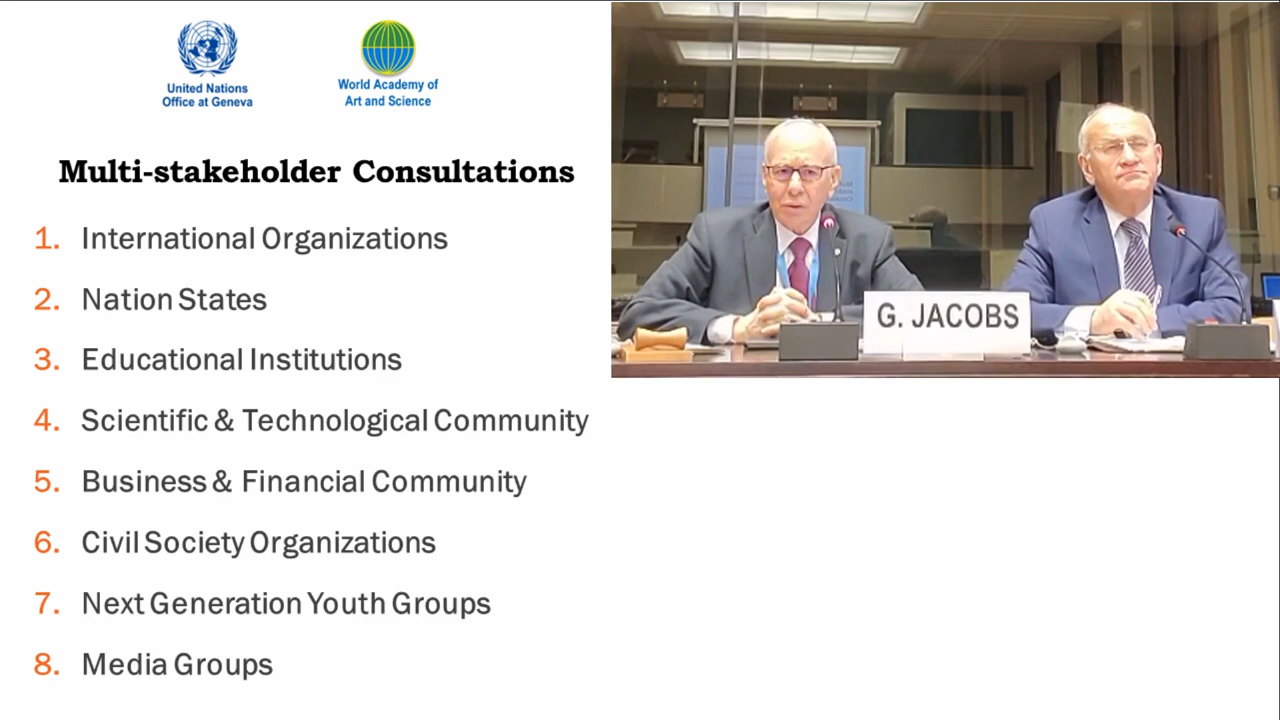 United Nations
Office at Geneva
World Academy of
Art and Science
Multi-stakeholder Consultations
1. International Organizations
2. Nation States
3. Educational Institutions
4. Scientific & Technological Community
5. Business & Financial Community
6. Civil Society Organizations
7. Next Generation Youth Groups
8. Media Groups
G. JACOBS